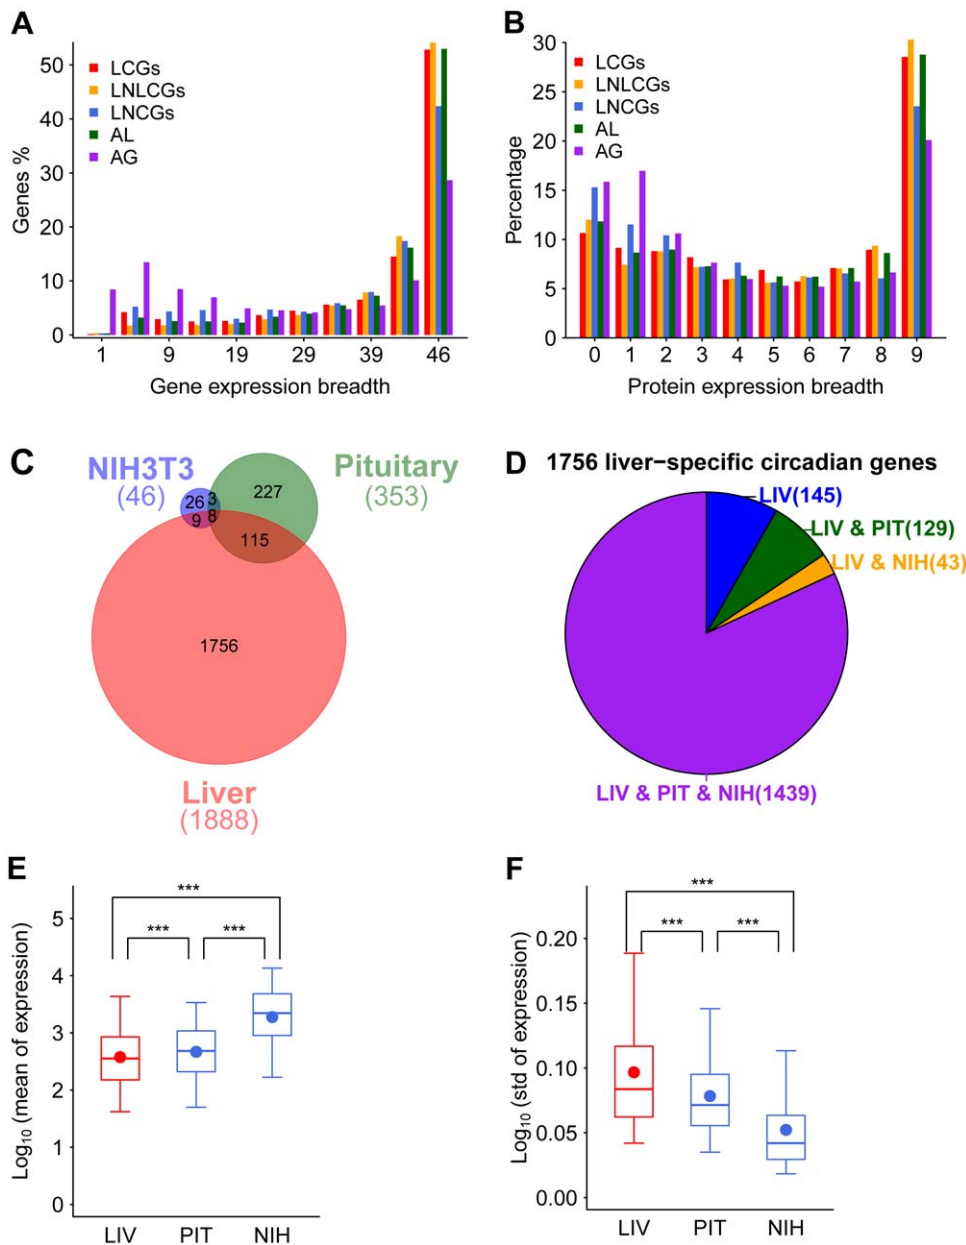 A
50
40
30
20
10
0
Genes %
LCGs
LNLCGs
LNCGs
AL
AG
1 9 19 29 39 46
Gene expression breadth
B
30
25
20
15
10
5
0
Percentage
LCGs
LNLCGs
LNCGs
AL
AG
0 1 2 3 4 5 6 7 8 9
Protein expression breadth
C
NIH3T3
(46)
Pituitary
(353)
26 3 227
9 8
115
1756
Liver
(1888)
D
1756 liver−specific circadian genes
LIV(145)
LIV & PIT(129)
LIV & NIH(43)
LIV & PIT & NIH(1439)
E
5
4
3
2
1
0
Log10 (mean of expression)
***
*** ***
LIV PIT NIH
F
0.20
0.15
0.10
0.05
0.00
Log10 (std of expression)
***
*** ***
LIV PIT NIH